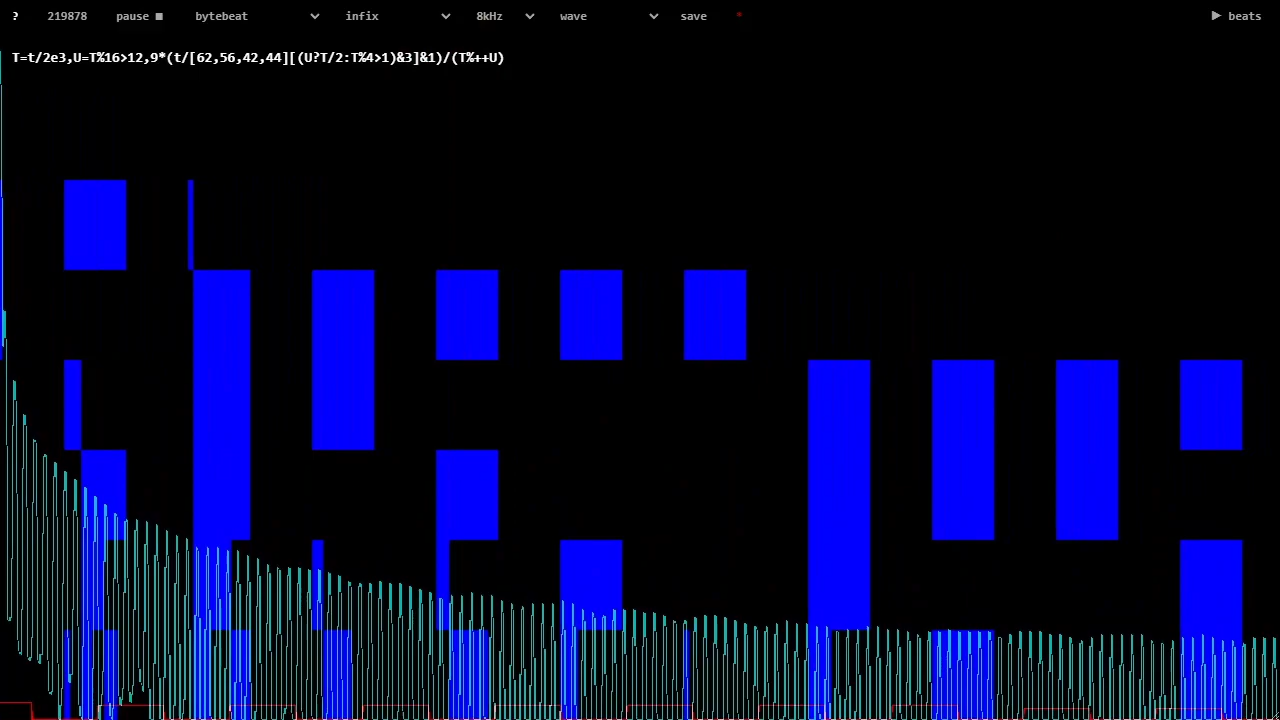 ? 219878 pause ■ bytebeat infix 8kHz wave save * ▶ beats
T=t/2e3,U=T%16>12,9*(t/[62,56,42,44][(U?T/2:T%4>1)&3]&1)/(T%++U)